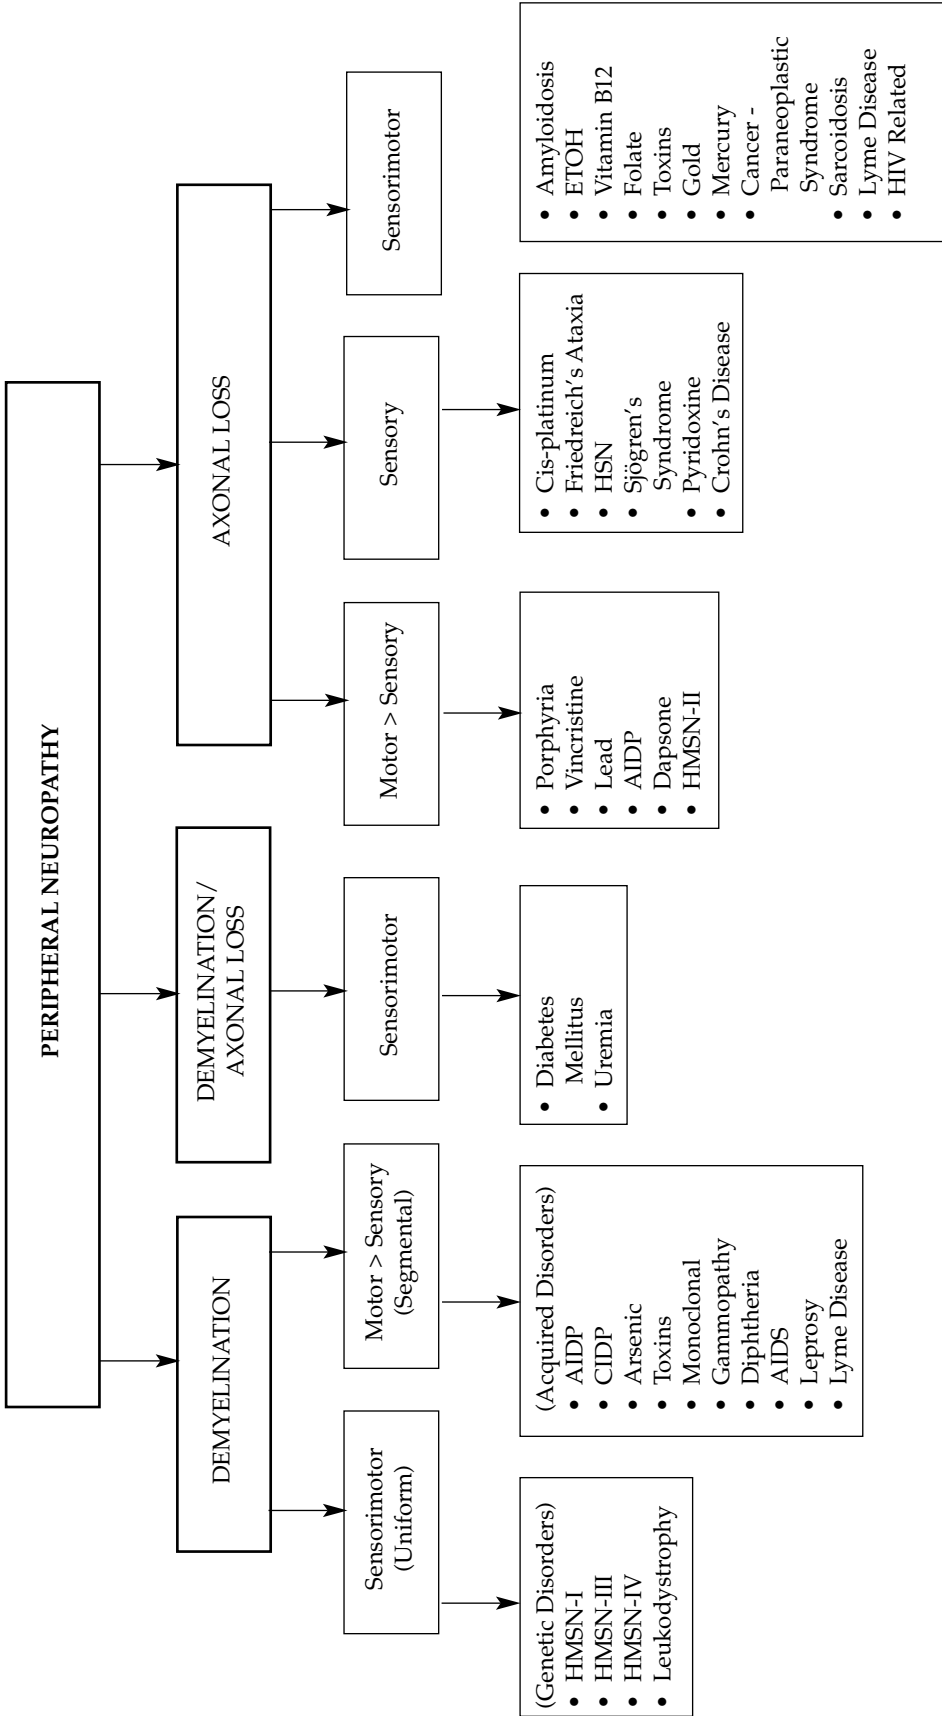 PERIPHERAL NEUROPATHY
DEMYELINATION
DEMYELINATION/
AXONAL LOSS
AXONAL LOSS
Sensorimotor
(Uniform)
Motor > Sensory
(Segmental)
Sensorimotor
Motor > Sensory
Sensory
Sensorimotor
(Genetic Disorders)
• HMSN-I
• HMSN-III
• HMSN-IV
• Leukodystrophy
(Acquired Disorders)
• AIDP
• CIDP
• Arsenic
• Toxins
• Monoclonal
• Gammopathy
• Diphtheria
• AIDS
• Leprosy
• Lyme Disease
• Diabetes
Mellitus
• Uremia
• Porphyria
• Vincristine
• Lead
• AIDP
• Dapsone
• HMSN-II
• Cis-platinum
• Friedreich's Ataxia
• HSN
• Sjögren's
Syndrome
• Pyridoxine
• Crohn's Disease
• Amyloidosis
• ETOH
• Vitamin B12
• Folate
• Toxins
• Gold
• Mercury
• Cancer -
Paraneoplastic
Syndrome
• Sarcoidosis
• Lyme Disease
• HIV Related